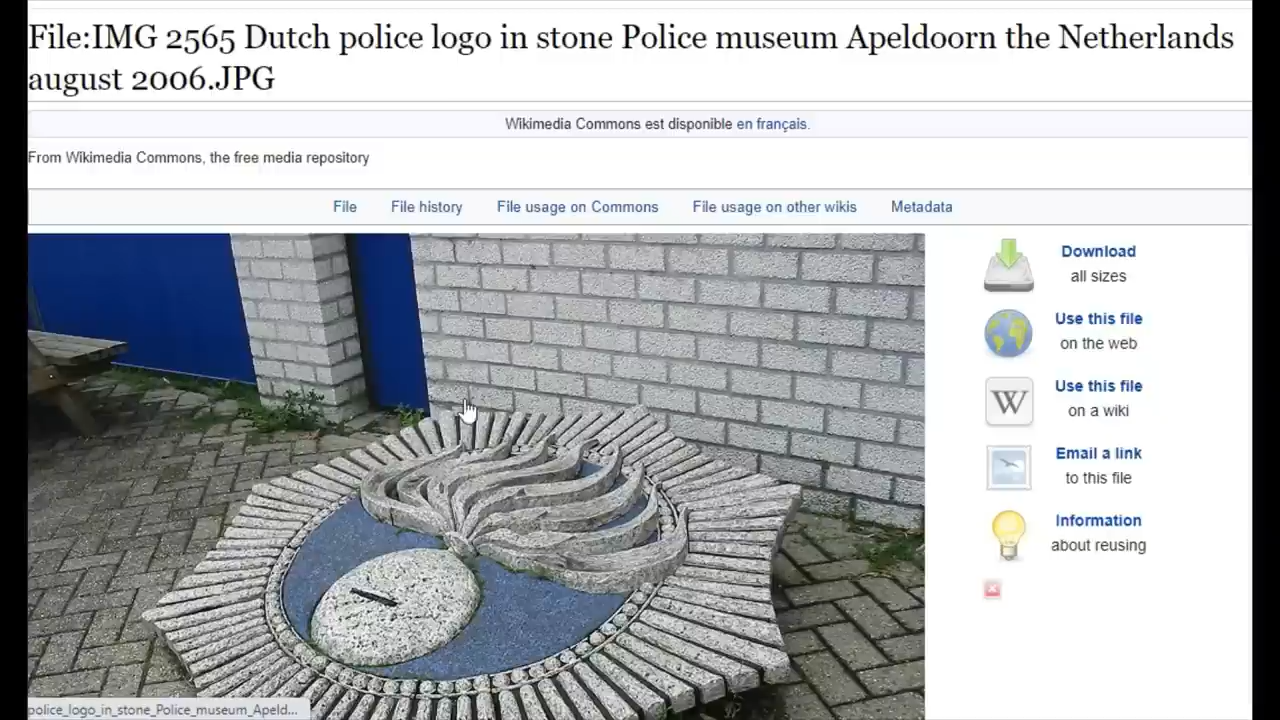 File:IMG 2565 Dutch police logo in stone Police museum Apeldoorn the Netherlands
august 2006.JPG
Wikimedia Commons est disponible en français.
From Wikimedia Commons, the free media repository
File File history File usage on Commons File usage on other wikis Metadata
Download
all sizes
Use this file
on the web
W
Use this file
on a wiki
Email a link
to this file
Information
about reusing
police_logo_in_stone_Police_museum_Apeld...